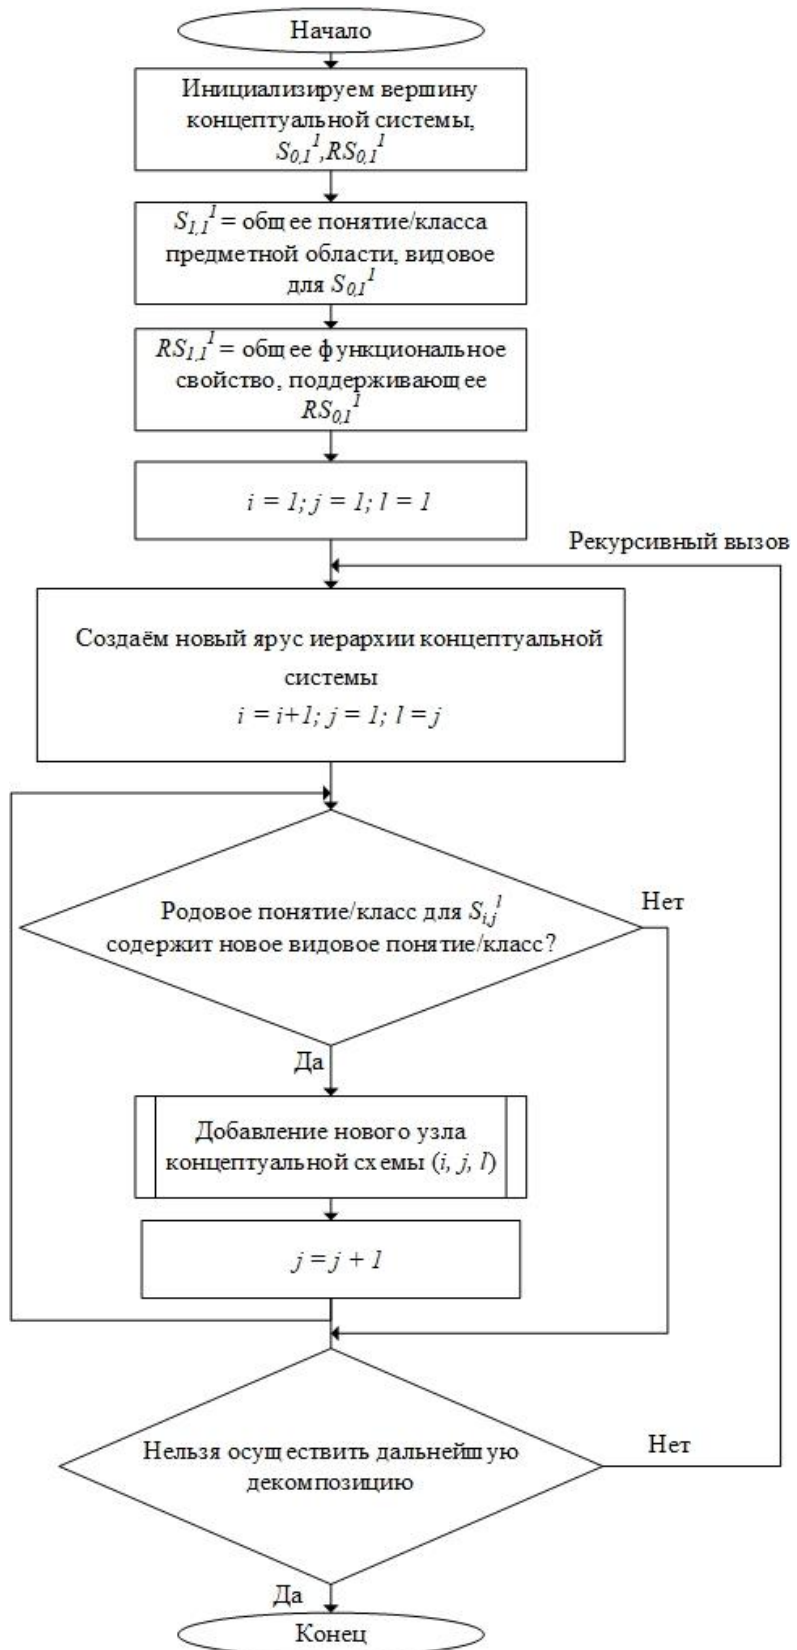 Начало
Инициализируем вершину
концептуальной системы,
S₀,₁¹,RS₀,₁¹
S₁,₁¹ = общее понятие/класса
предметной области, видовое
для S₀,₁¹
RS₁,₁¹ = общее функциональное
свойство, поддерживающее
RS₀,₁¹
i = 1; j = 1; l = 1
Рекурсивный вызов
Создаём новый ярус иерархии концептуальной
системы
i = i+1; j = 1; l = j
Родовое понятие/класс для Sᵢ,ⱼˡ
содержит новое видовое понятие/класс?
Нет
Да
Добавление нового узла
концептуальной схемы (i, j, l)
j = j + 1
Нельзя осуществить дальнейшую
декомпозицию
Нет
Да
Конец